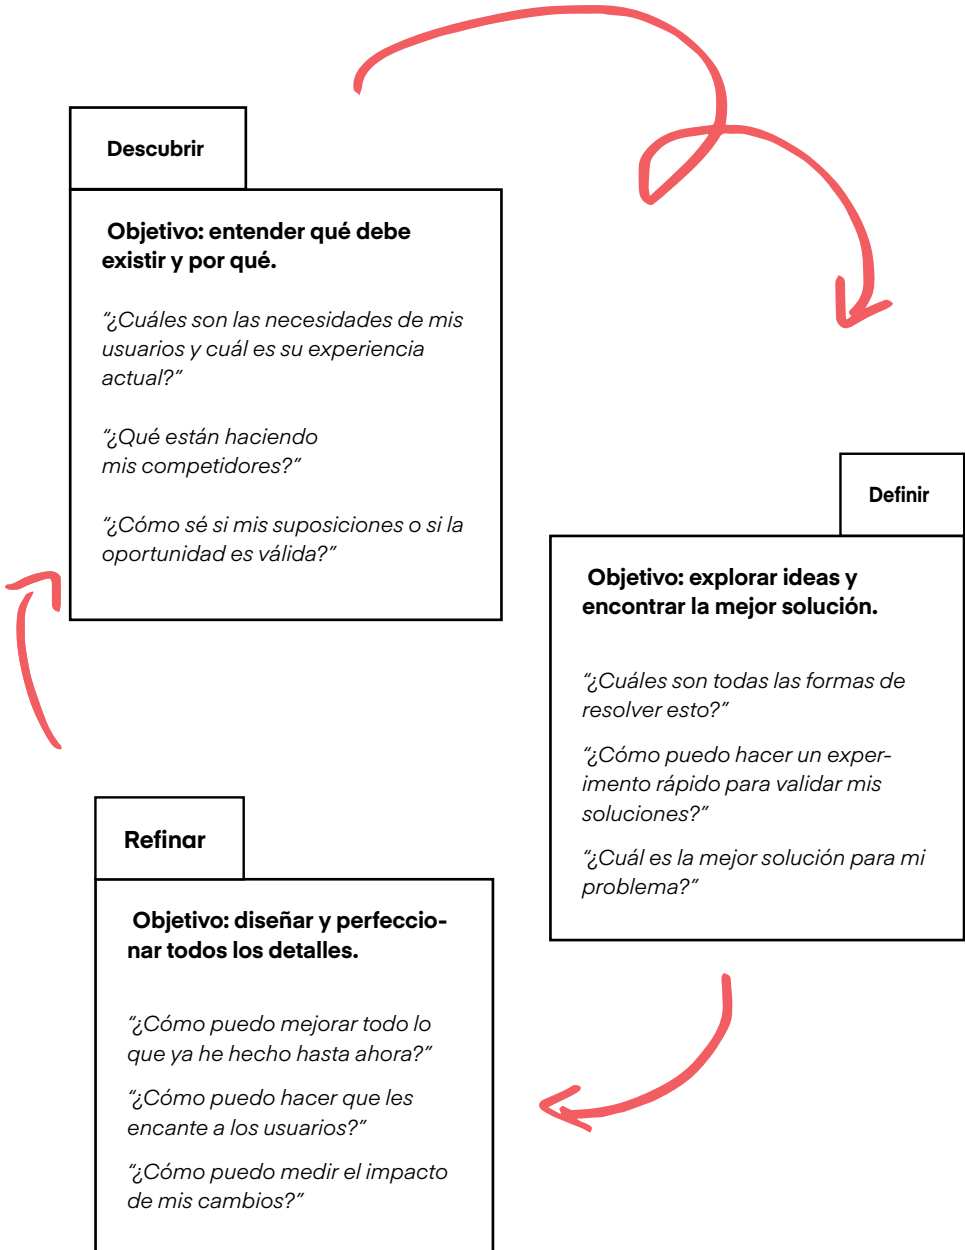 Descubrir
Objetivo: entender qué debe
existir y por qué.
“¿Cuáles son las necesidades de mis
usuarios y cuál es su experiencia
actual?”
“¿Qué están haciendo
mis competidores?”
“¿Cómo sé si mis suposiciones o si la
oportunidad es válida?”
Definir
Objetivo: explorar ideas y
encontrar la mejor solución.
“¿Cuáles son todas las formas de
resolver esto?”
“¿Cómo puedo hacer un exper-
imento rápido para validar mis
soluciones?”
“¿Cuál es la mejor solución para mi
problema?”
Refinar
Objetivo: diseñar y perfeccio-
nar todos los detalles.
“¿Cómo puedo mejorar todo lo
que ya he hecho hasta ahora?”
“¿Cómo puedo hacer que les
encante a los usuarios?”
“¿Cómo puedo medir el impacto
de mis cambios?”